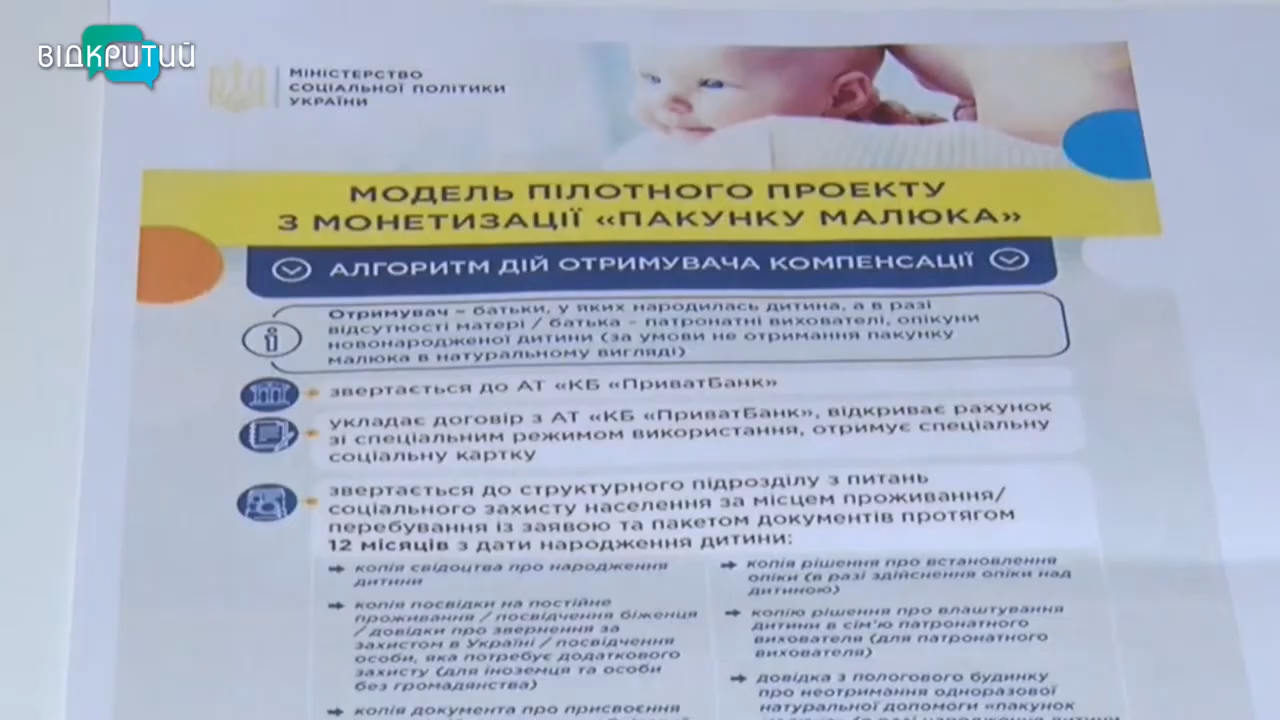 ВІДКРИТИЙ
МІНІСТЕРСТВО
СОЦІАЛЬНОЇ ПОЛІТИКИ
УКРАЇНИ
МОДЕЛЬ ПІЛОТНОГО ПРОЕКТУ
З МОНЕТИЗАЦІЇ «ПАКУНКУ МАЛЮКА»
АЛГОРИТМ ДІЙ ОТРИМУВАЧА КОМПЕНСАЦІЇ
Отримувач – батьки, у яких народилась дитина, а в разі
відсутності матері / батька – патронатні вихователі, опікуни
новонародженої дитини (за умови не отримання пакунку
малюка в натуральному вигляді)
звертається до АТ «КБ «ПриватБанк»
укладає договір з АТ «КБ «ПриватБанк», відкриває рахунок
зі спеціальним режимом використання, отримує спеціальну
соціальну картку
звертається до структурного підрозділу з питань
соціального захисту населення за місцем проживання/
перебування із заявою та пакетом документів протягом
12 місяців з дати народження дитини:
копія свідоцтва про народження
дитини
копія посвідки на постійне
проживання / посвідчення біженця
/ довідки про звернення за
захистом в Україні / посвідчення
особи, яка потребує додаткового
захисту (для іноземця та особи
без громадянства)
копія документа про присвоєння
копія рішення про встановлення
опіки (в разі здійснення опіки над
дитиною)
копію рішення про влаштування
дитини в сім'ю патронатного
вихователя (для патронатного
вихователя)
довідка з пологового будинку
про неотримання одноразової
натуральної допомоги «пакунок